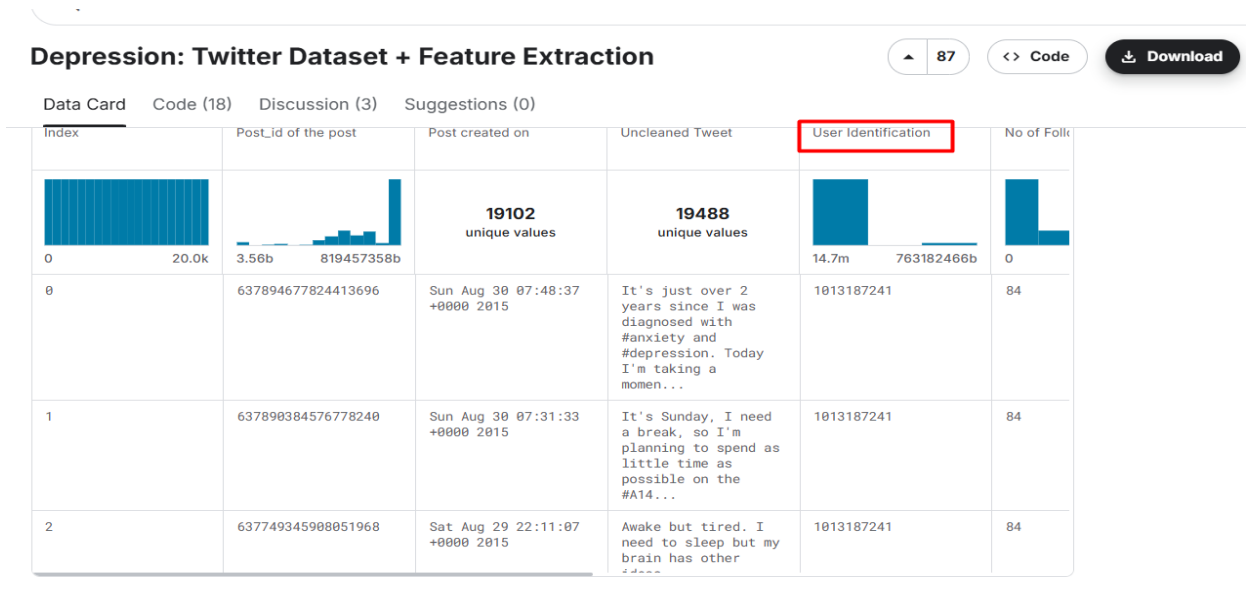 Depression: Twitter Dataset + Feature Extraction
87
<> Code
Download
Data Card Code (18) Discussion (3) Suggestions (0)
Index Post_id of the post Post created on Uncleaned Tweet User Identification No of Follo
19102
unique values
19488
unique values
0 20.0k 3.56b 819457358b 14.7m 763182466b 0
0 637894677824413696 Sun Aug 30 07:48:37 It's just over 2 1013187241 84
+0000 2015 years since I was
diagnosed with
#anxiety and
#depression. Today
I'm taking a
momen...
1 637890384576778240 Sun Aug 30 07:31:33 It's Sunday, I need 1013187241 84
+0000 2015 a break, so I'm
planning to spend as
little time as
possible on the
#A14...
2 637749345908051968 Sat Aug 29 22:11:07 Awake but tired. I 1013187241 84
+0000 2015 need to sleep but my
brain has other